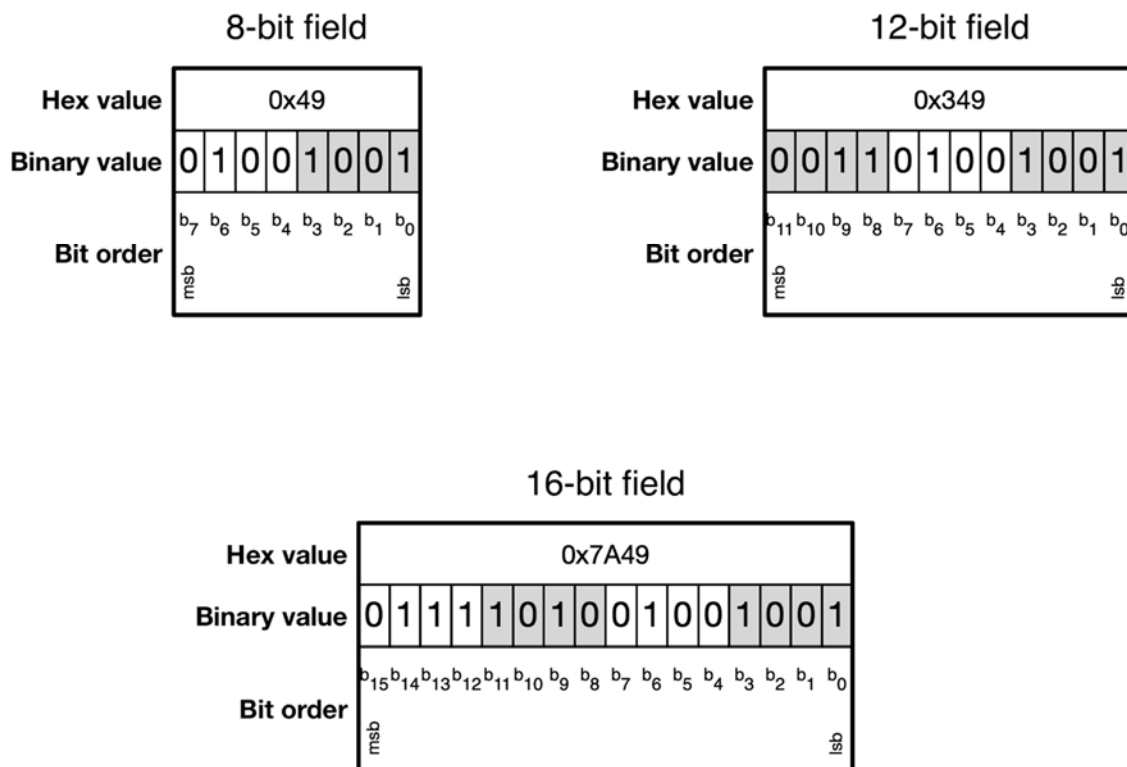 8-bit field
Hex value 0x49
Binary value 0 1 0 0 1 0 0 1
b7 b6 b5 b4 b3 b2 b1 b0
Bit order
msb lsb
12-bit field
Hex value 0x349
Binary value 0 0 1 1 0 1 0 0 1 0 0 1
b11 b10 b9 b8 b7 b6 b5 b4 b3 b2 b1 b0
Bit order
msb lsb
16-bit field
Hex value 0x7A49
Binary value 0 1 1 1 1 0 1 0 0 1 0 0 1 0 0 1
b15 b14 b13 b12 b11 b10 b9 b8 b7 b6 b5 b4 b3 b2 b1 b0
Bit order
msb lsb